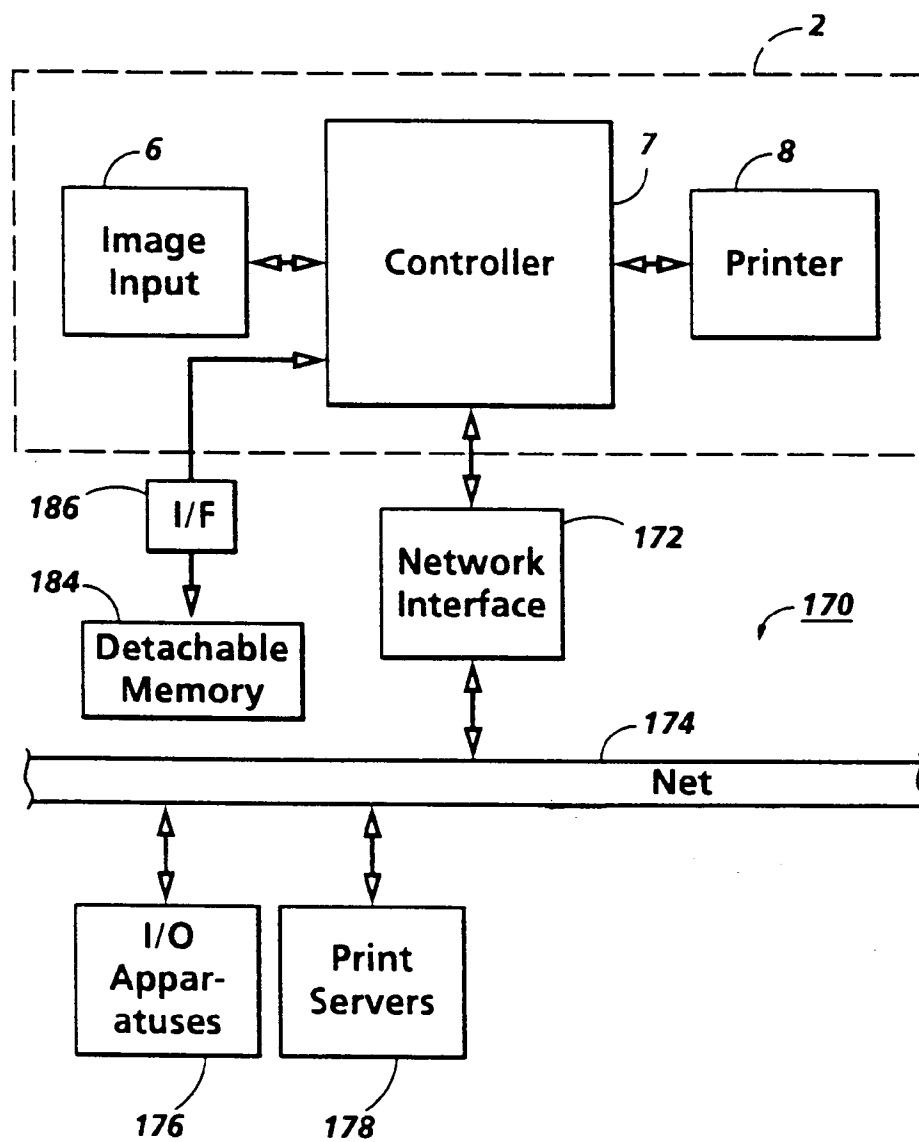 2
6
7
8
Image
Input
Controller
Printer
186
I/F
172
Network
Interface
184
170
Detachable
Memory
174
Net
I/O
Appar-
atuses
Print
Servers
176
178